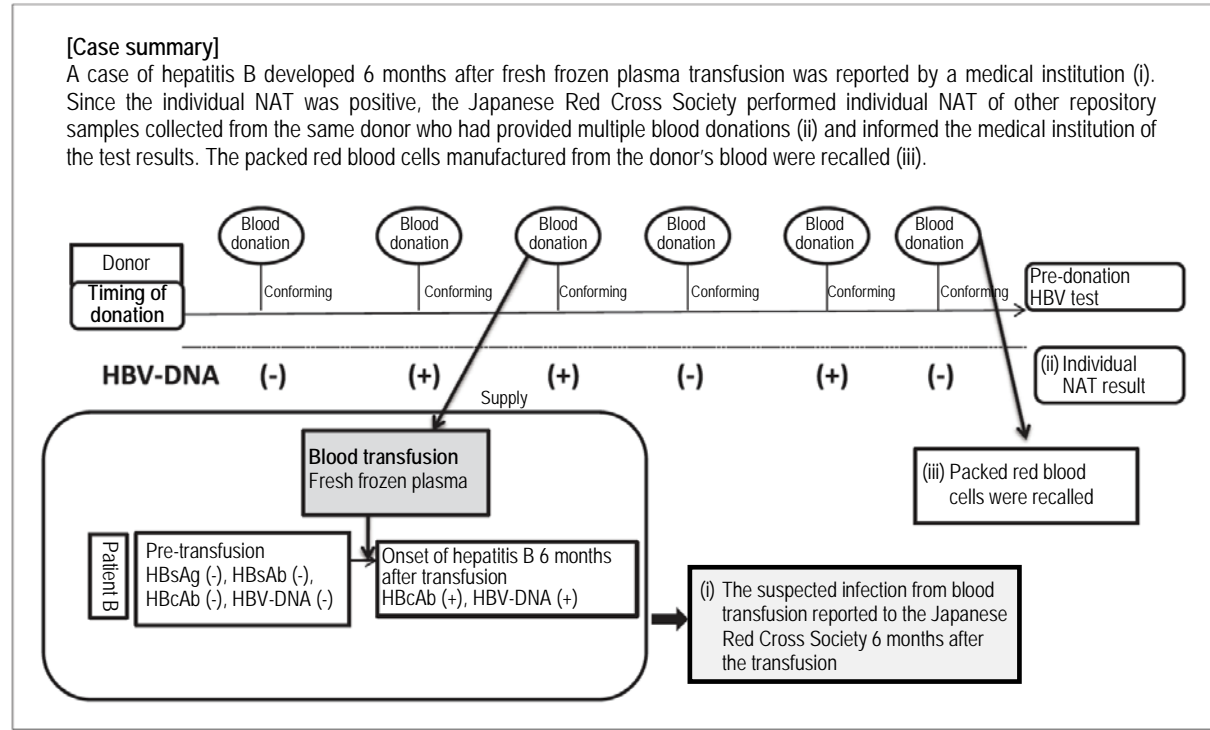 [Case summary]
A case of hepatitis B developed 6 months after fresh frozen plasma transfusion was reported by a medical institution (i).
Since the individual NAT was positive, the Japanese Red Cross Society performed individual NAT of other repository
samples collected from the same donor who had provided multiple blood donations (ii) and informed the medical institution of
the test results. The packed red blood cells manufactured from the donor's blood were recalled (iii).
Blood
donation
Blood
donation
Blood
donation
Blood
donation
Blood
donation
Blood
donation
Donor
Timing of
donation
Conforming
Conforming
Conforming
Conforming
Conforming
Conforming
Pre-donation
HBV test
HBV-DNA (-) (+) (+) (-) (+) (-)
(ii) Individual
NAT result
Supply
Blood transfusion
Fresh frozen plasma
(iii) Packed red blood
cells were recalled
Patient B
Pre-transfusion
HBsAg (-), HBsAb (-),
HBcAb (-), HBV-DNA (-)
Onset of hepatitis B 6 months
after transfusion
HBcAb (+), HBV-DNA (+)
(i) The suspected infection from blood
transfusion reported to the Japanese
Red Cross Society 6 months after
the transfusion